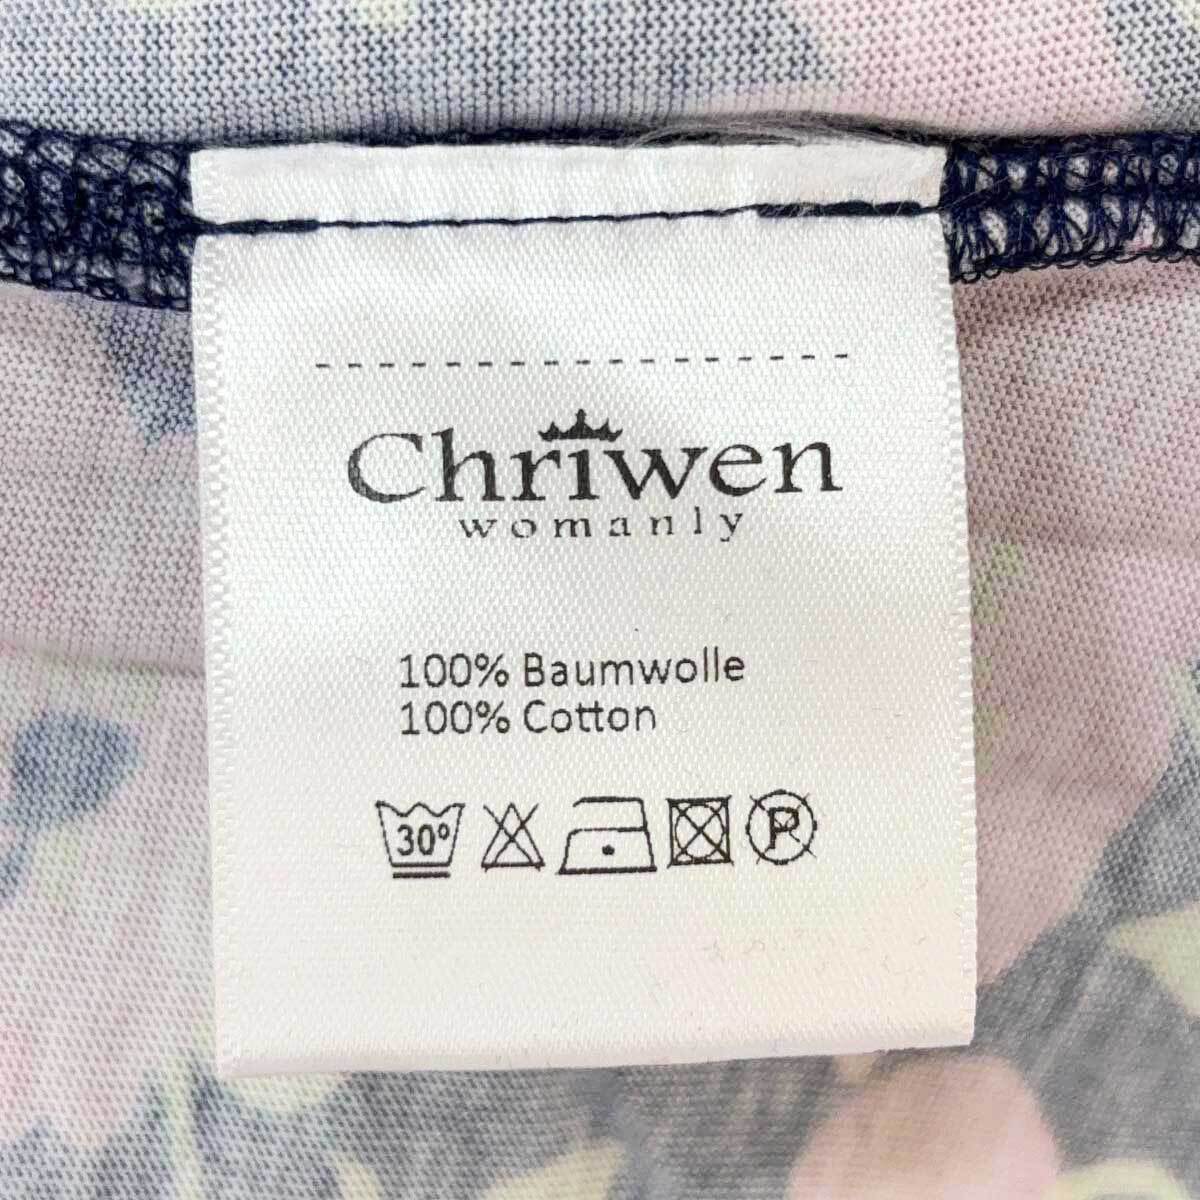 Chriwen
womanly
100% Baumwolle
100% Cotton
30°
P